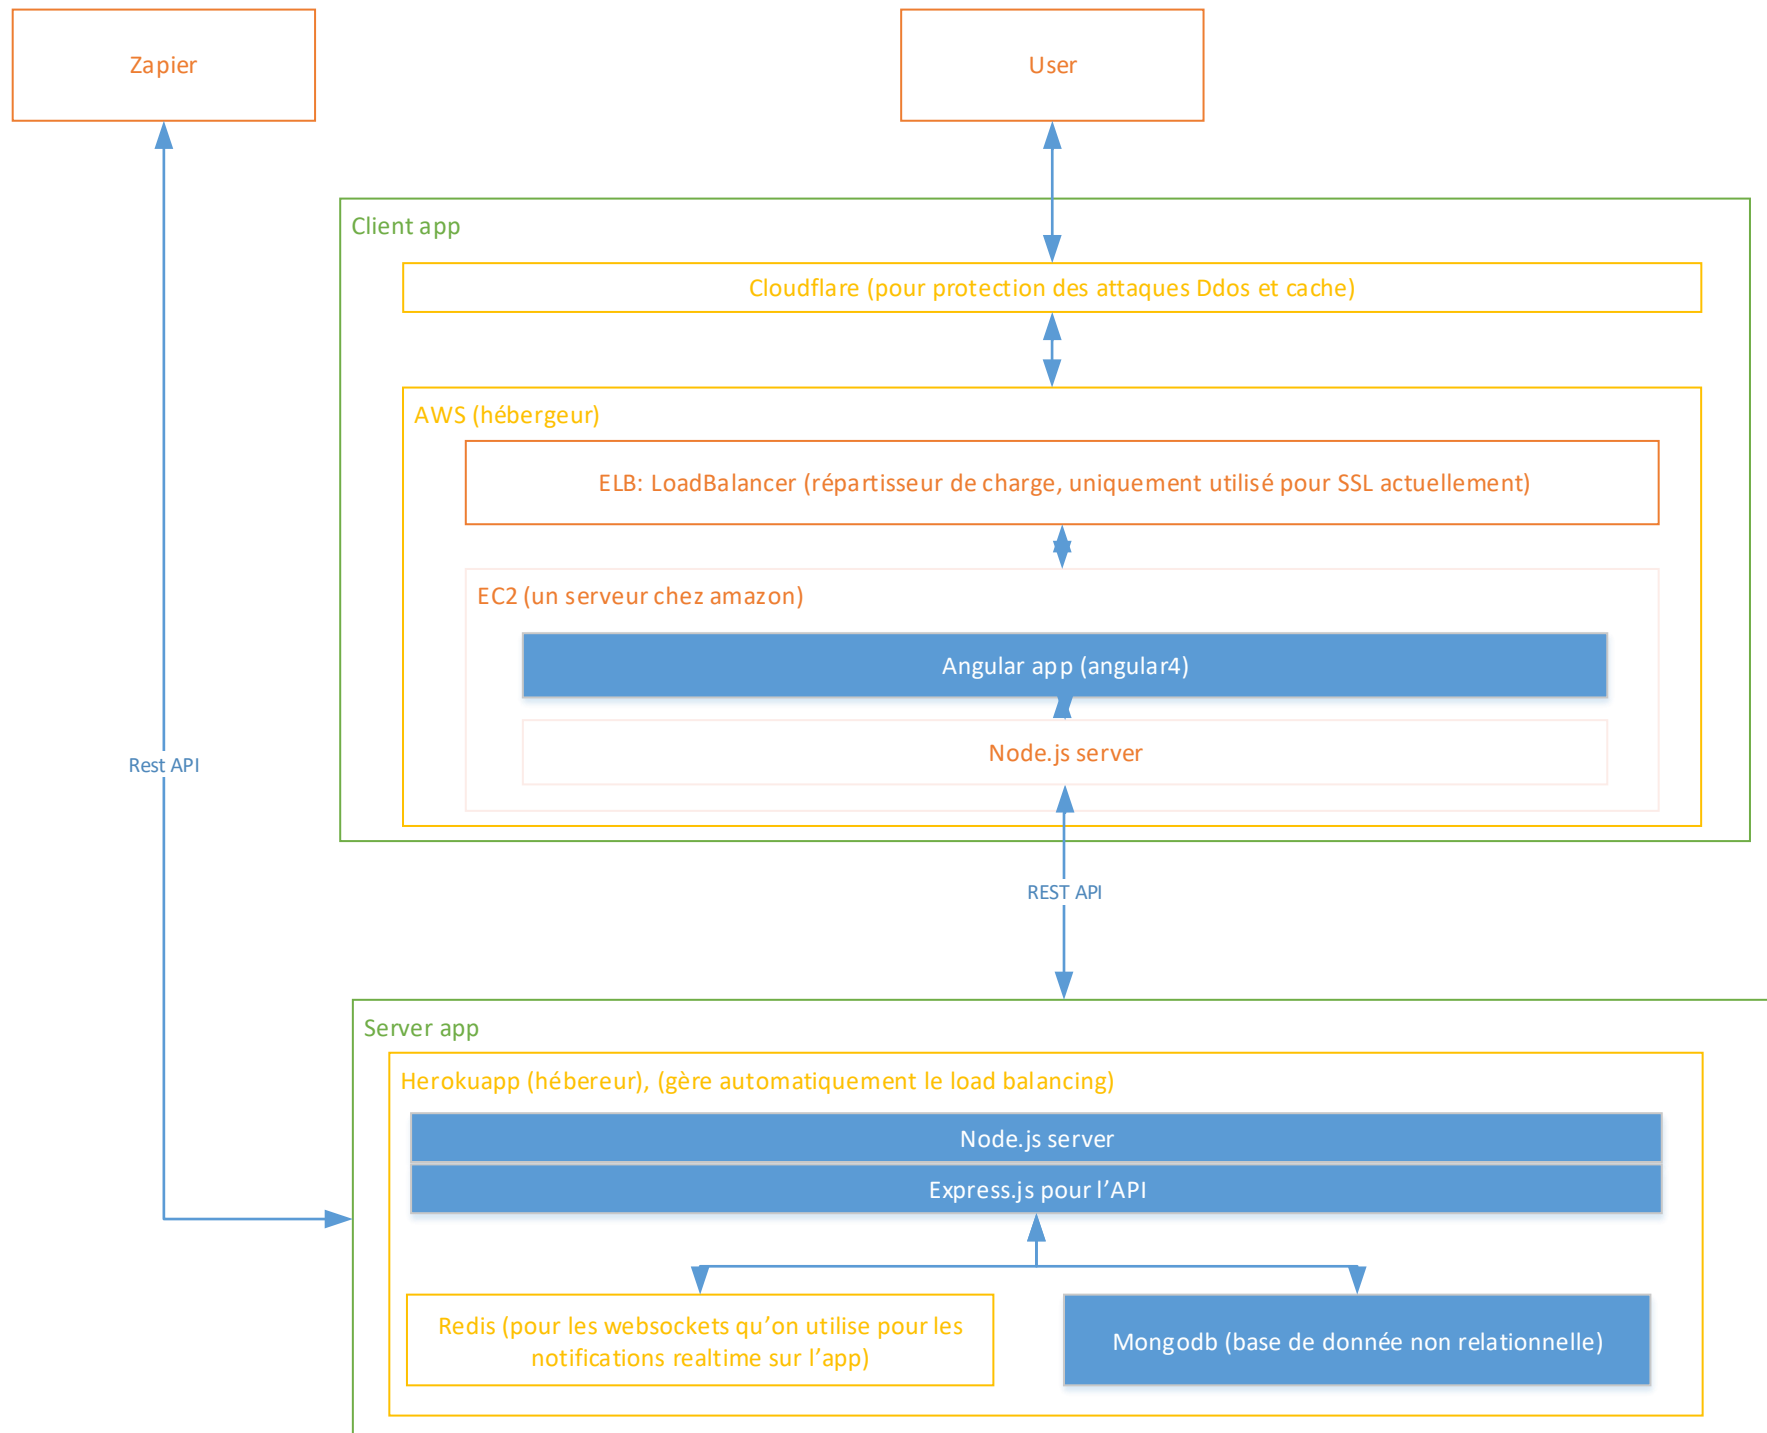 Zapier
User
Client app
Cloudflare (pour protection des attaques Ddos et cache)
AWS (hébergeur)
ELB: LoadBalancer (répartisseur de charge, uniquement utilisé pour SSL actuellement)
EC2 (un serveur chez amazon)
Angular app (angular4)
Node.js server
Rest API
REST API
Server app
Herokuapp (hébereur), (gère automatiquement le load balancing)
Node.js server
Express.js pour l’API
Redis (pour les websockets qu’on utilise pour les
notifications realtime sur l’app)
Mongodb (base de donnée non relationnelle)